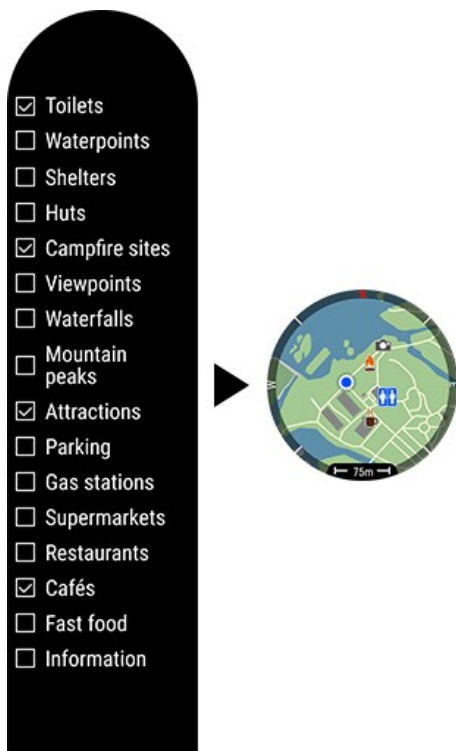 Toilets
Waterpoints
Shelters
Huts
Campfire sites
Viewpoints
Waterfalls
Mountain
peaks
Attractions
Parking
Gas stations
Supermarkets
Restaurants
Cafés
Fast food
Information
W
E
75m